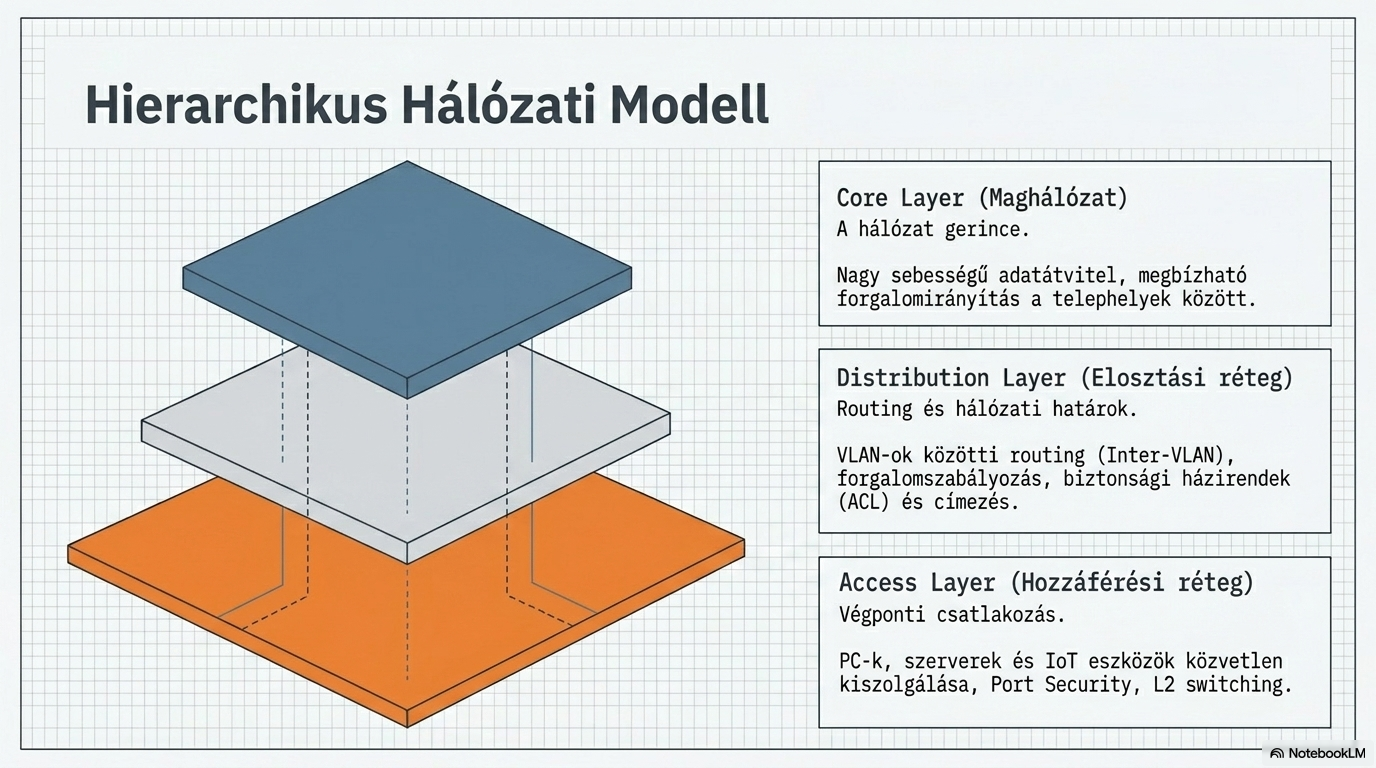 Hierarchikus Hálózati Modell
Core Layer (Maghálózat)
A hálózat gerince.
Nagy sebességű adatátvitel, megbízható
forgalomirányítás a telephelyek között.
Distribution Layer (Elosztási réteg)
Routing és hálózati határok.
VLAN-ok közötti routing (Inter-VLAN),
forgalomszabályozás, biztonsági házirendek
(ACL) és címezés.
Access Layer (Hozzáférési réteg)
Végponti csatlakozás.
PC-k, szerverek és IoT eszközök közvetlen
kiszolgálása, Port Security, L2 switching.
NotebookLM